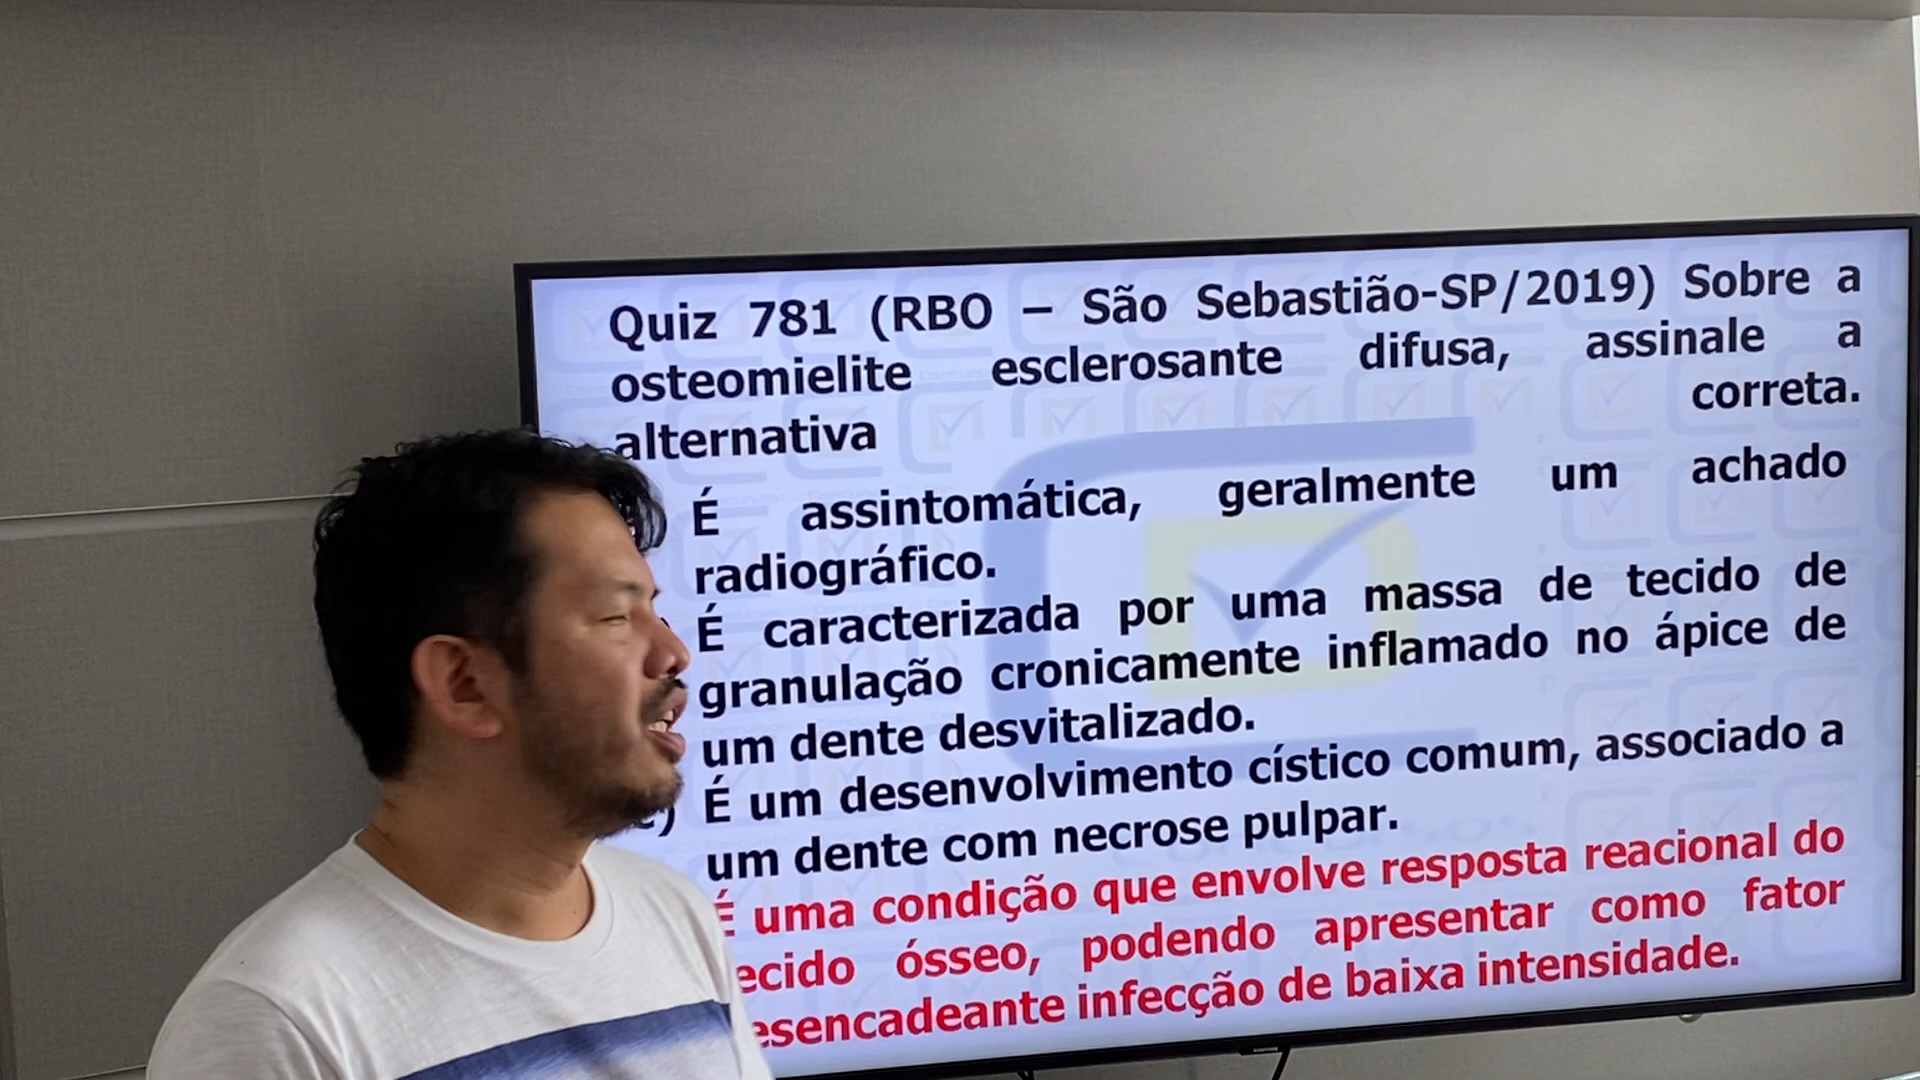 Quiz 781 (RBO – São Sebastião-SP/2019) Sobre a
osteomielite esclerosante difusa, assinale a
alternativa correta.
) É assintomática, geralmente um achado
radiográfico.
É caracterizada por uma massa de tecido de
granulação cronicamente inflamado no ápice de
um dente desvitalizado.
) É um desenvolvimento cístico comum, associado a
um dente com necrose pulpar.
É uma condição que envolve resposta reacional do
ecido ósseo, podendo apresentar como fator
esencadeante infecção de baixa intensidade.